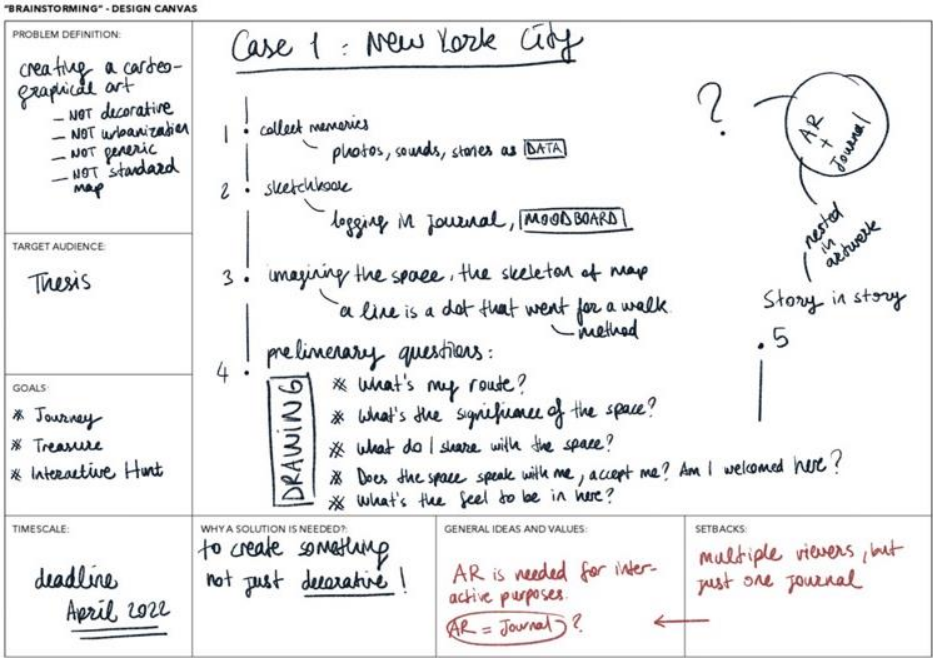 "BRAINSTORMING" - DESIGN CANVAS
PROBLEM DEFINITION:
creating a carto-
graphical art
— NOT decorative
— NOT urbanization
— NOT generic
— NOT standard
map
TARGET AUDIENCE:
Thesis
GOALS:
* Journey
* Treasure
* Interactive Hunt
Case 1 : New York City
1 • collect memories
photos, sounds, stories as DATA
2 • sketchbook
logging in Journal, MOODBOARD
3 • imagining the space, the skeleton of map
a line is a dot that went for a walk
method
4 • prelimenary questions:
DRAWING
* What's my route?
* What's the significance of the space?
* What do I share with the space?
* Does the space speak with me, accept me? Am I welcomed here?
* What's the feel to be in here?
?
AR
+
Journal
nested
in
artwork
Story in story
• 5
TIMESCALE:
deadline
April 2022
WHY A SOLUTION IS NEEDED?:
to create something
not just decorative !
GENERAL IDEAS AND VALUES:
AR is needed for inter-
active purposes.
AR = Journal ?
SETBACKS:
multiple viewers, but
just one journal